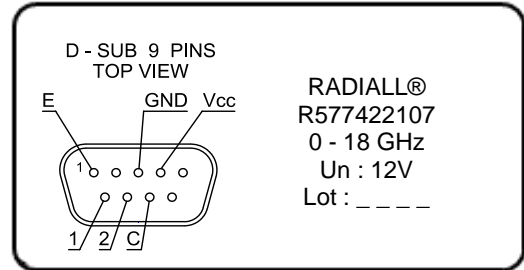 D - SUB 9 PINS
TOP VIEW
E GND Vcc
1
1 2 C
RADIALL®
R577422107
0 - 18 GHz
Un : 12V
Lot : _ _ _ _